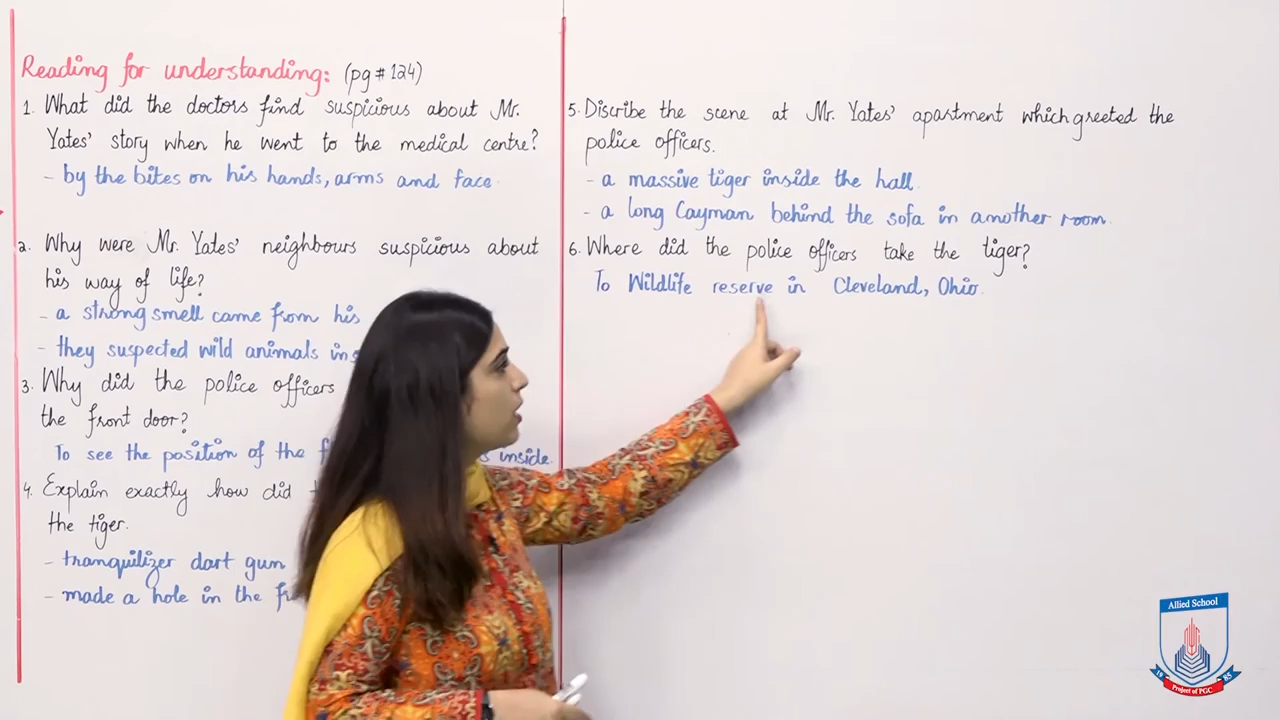 Reading for understanding: (pg # 124)
1. What did the doctors find suspicious about Mr.
Yates' story when he went to the medical centre?
- by the bites on his hands, arms and face.
2. Why were Mr. Yates' neighbours suspicious about
his way of life?
- a strong smell came from his
- they suspected wild animals
3. Why did the police officers
the front door?
To see the position of the inside.
4. Explain exactly how did
the tiger.
- tranquilizer dart gun
- made a hole in the
5. Discribe the scene at Mr. Yates' apartment which greeted the
police officers.
- a massive tiger inside the hall.
- a long Cayman behind the sofa in another room.
6. Where did the police officers take the tiger?
To Wildlife reserve in Cleveland, Ohio.
Allied School
19 85
Project of PGC